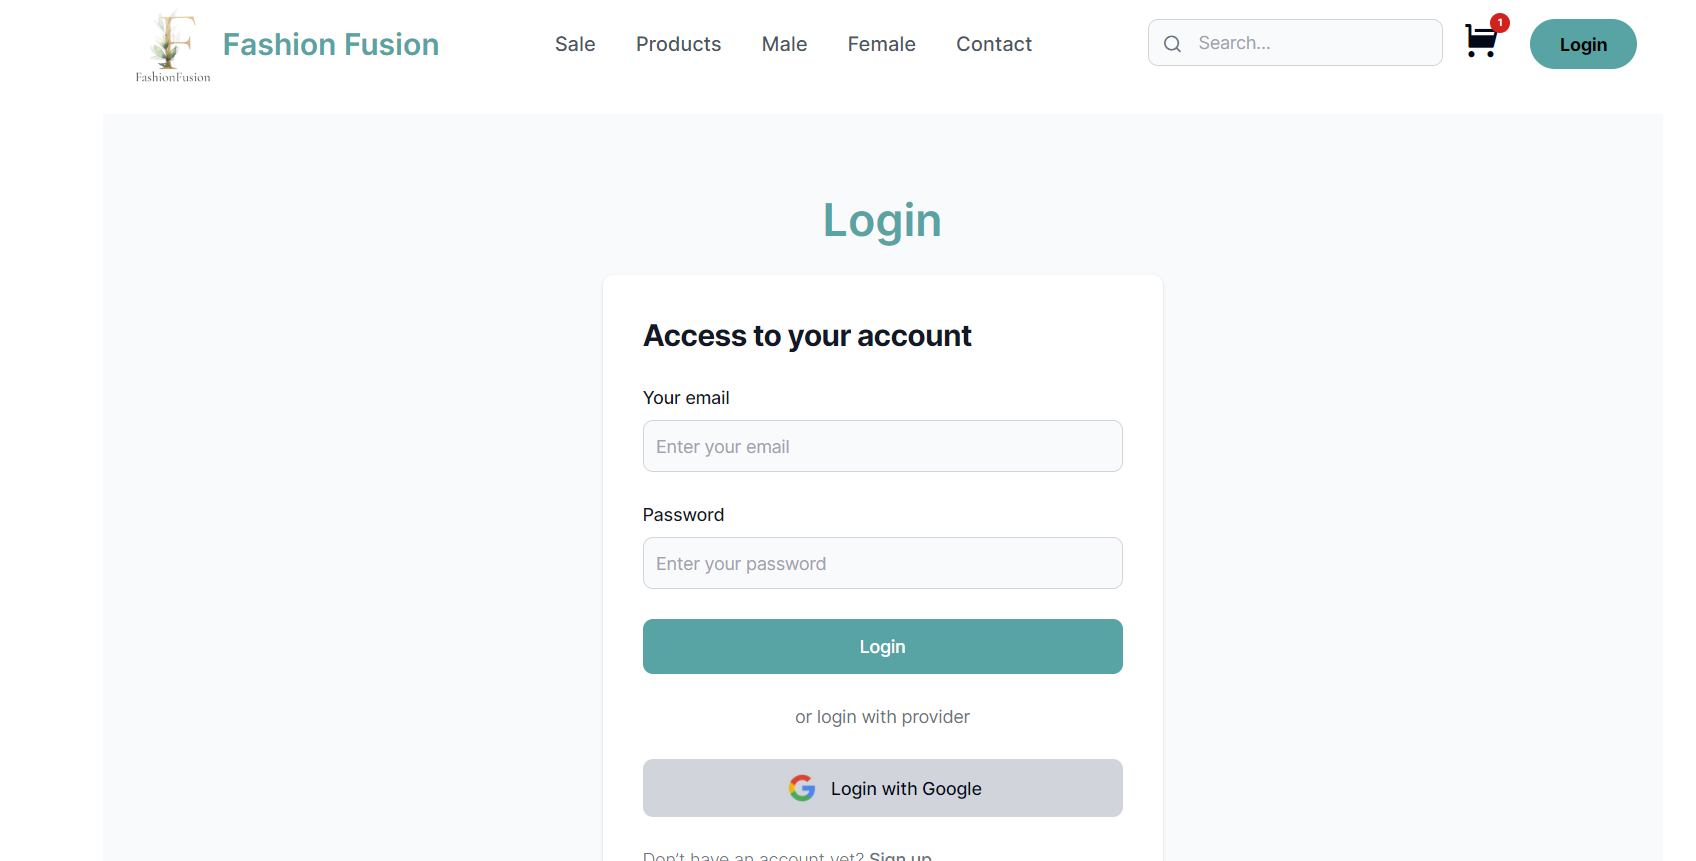 F
FashionFusion
Fashion Fusion
Sale
Products
Male
Female
Contact
Search...
1
Login
Login
Access to your account
Your email
Enter your email
Password
Enter your password
Login
or login with provider
Login with Google
Don't have an account yet? Sign up